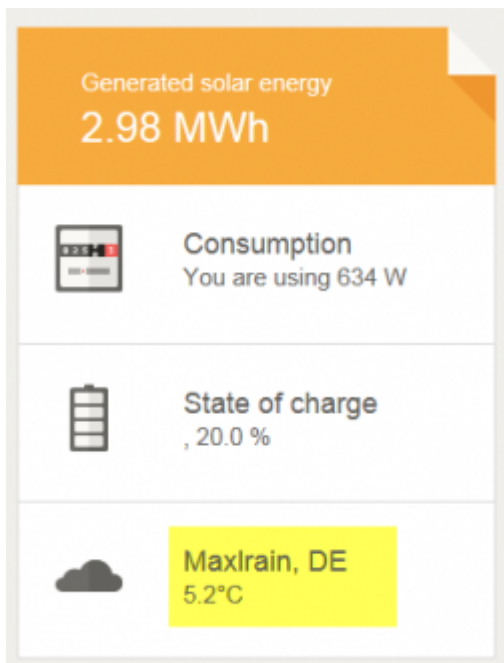 Generated solar energy
2.98 MWh
Consumption
You are using 634 W
State of charge
, 20.0 %
Maxlrain, DE
5.2°C